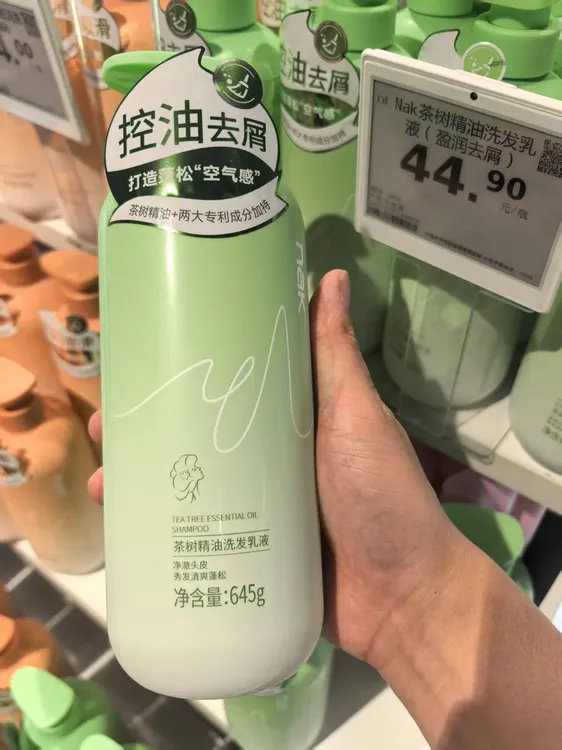 控油去屑
打造蓬松“空气感”
茶树精油+两大专利成分加持
nak
TEA TREE ESSENTIAL OIL
SHAMPOO
茶树精油洗发乳液
净澈头皮
秀发清爽蓬松
净含量:645g
Nak茶树精油洗发乳
液(盈润去屑)
44.90
元/瓶
控油去屑